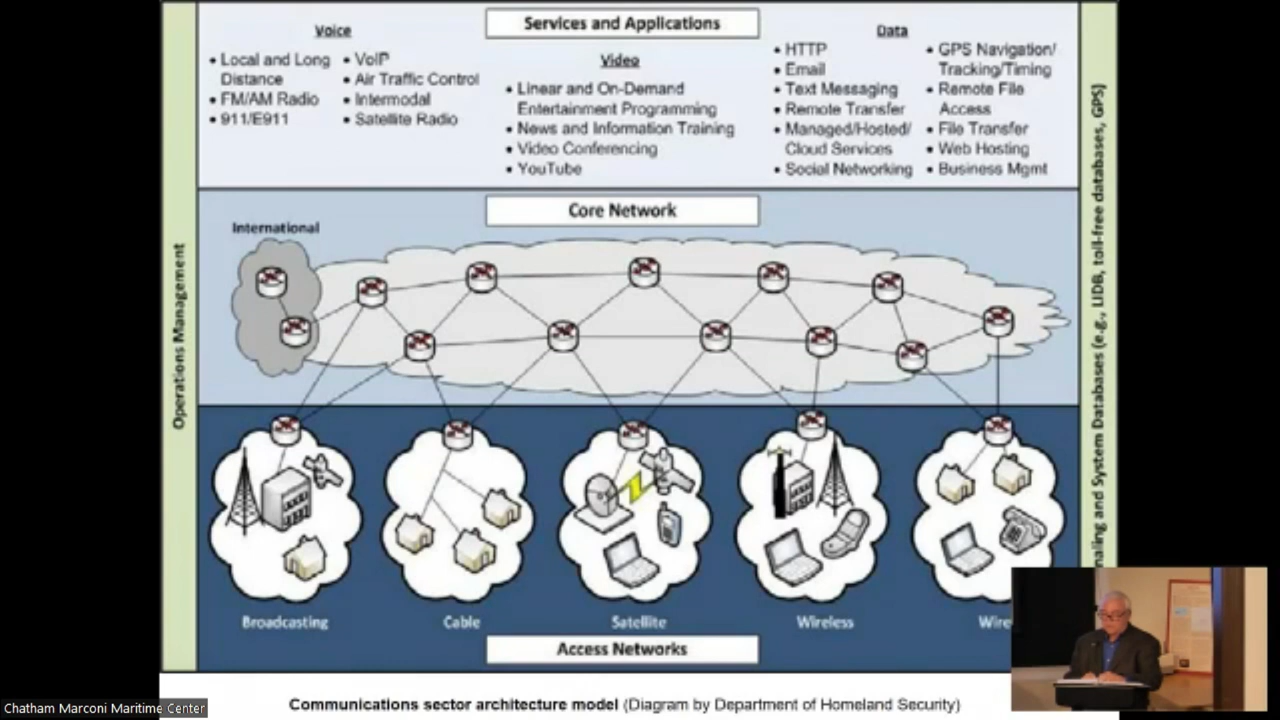 Services and Applications
Voice
• Local and Long
Distance
• FM/AM Radio
• 911/E911
• VoIP
• Air Traffic Control
• Intermodal
• Satellite Radio
Video
• Linear and On-Demand
Entertainment Programming
• News and Information Training
• Video Conferencing
• YouTube
Data
• HTTP
• Email
• Text Messaging
• Remote Transfer
• Managed/Hosted/
Cloud Services
• Social Networking
• GPS Navigation/
Tracking/Timing
• Remote File
Access
• File Transfer
• Web Hosting
• Business Mgmt
Operations Management
Core Network
International
naling and System Databases (e.g., LIDB, toll-free databases, GPS)
Broadcasting
Cable
Satellite
Wireless
Wire
Access Networks
Communications sector architecture model (Diagram by Department of Homeland Security)
Chatham Marconi Maritime Center